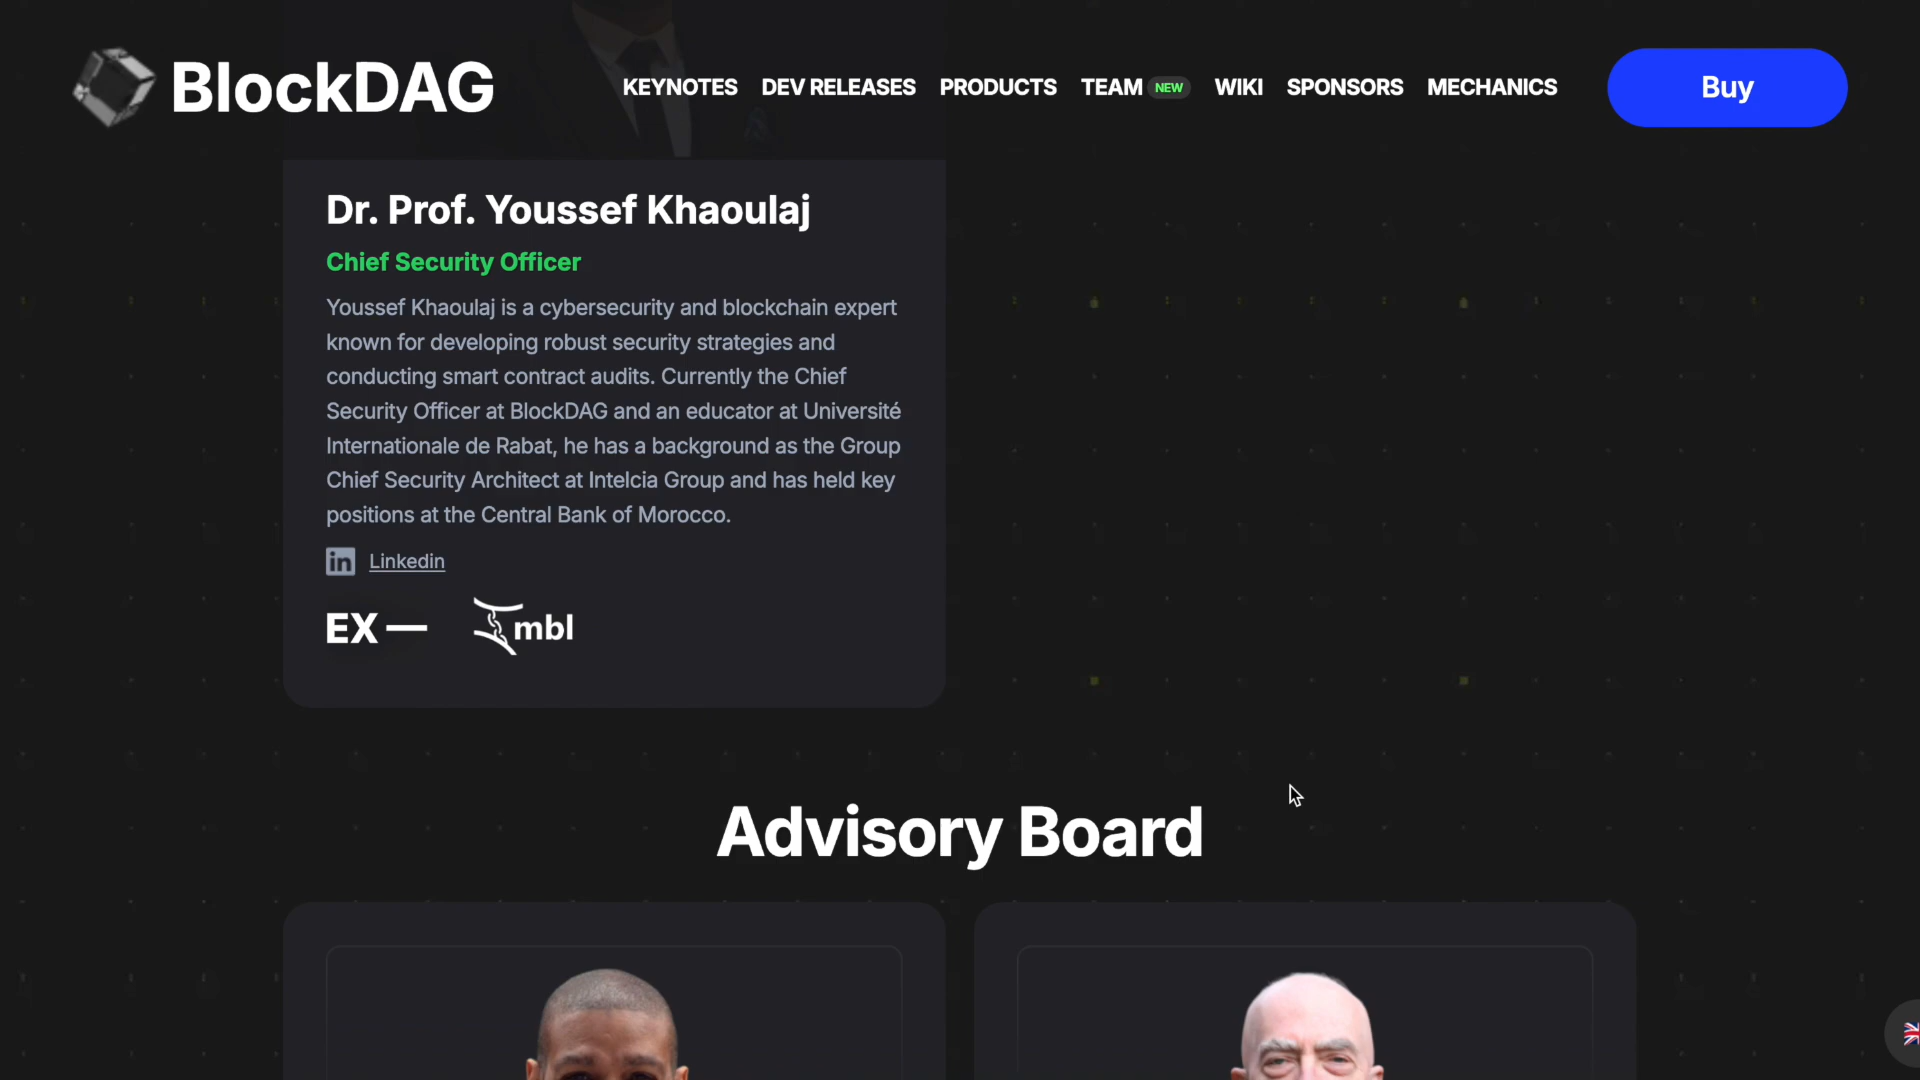 BlockDAG
KEYNOTES DEV RELEASES PRODUCTS TEAM NEW WIKI SPONSORS MECHANICS Buy
Dr. Prof. Youssef Khaoulaj
Chief Security Officer
Youssef Khaoulaj is a cybersecurity and blockchain expert
known for developing robust security strategies and
conducting smart contract audits. Currently the Chief
Security Officer at BlockDAG and an educator at Université
Internationale de Rabat, he has a background as the Group
Chief Security Architect at Intelcia Group and has held key
positions at the Central Bank of Morocco.
in Linkedin
EX— mbl
Advisory Board